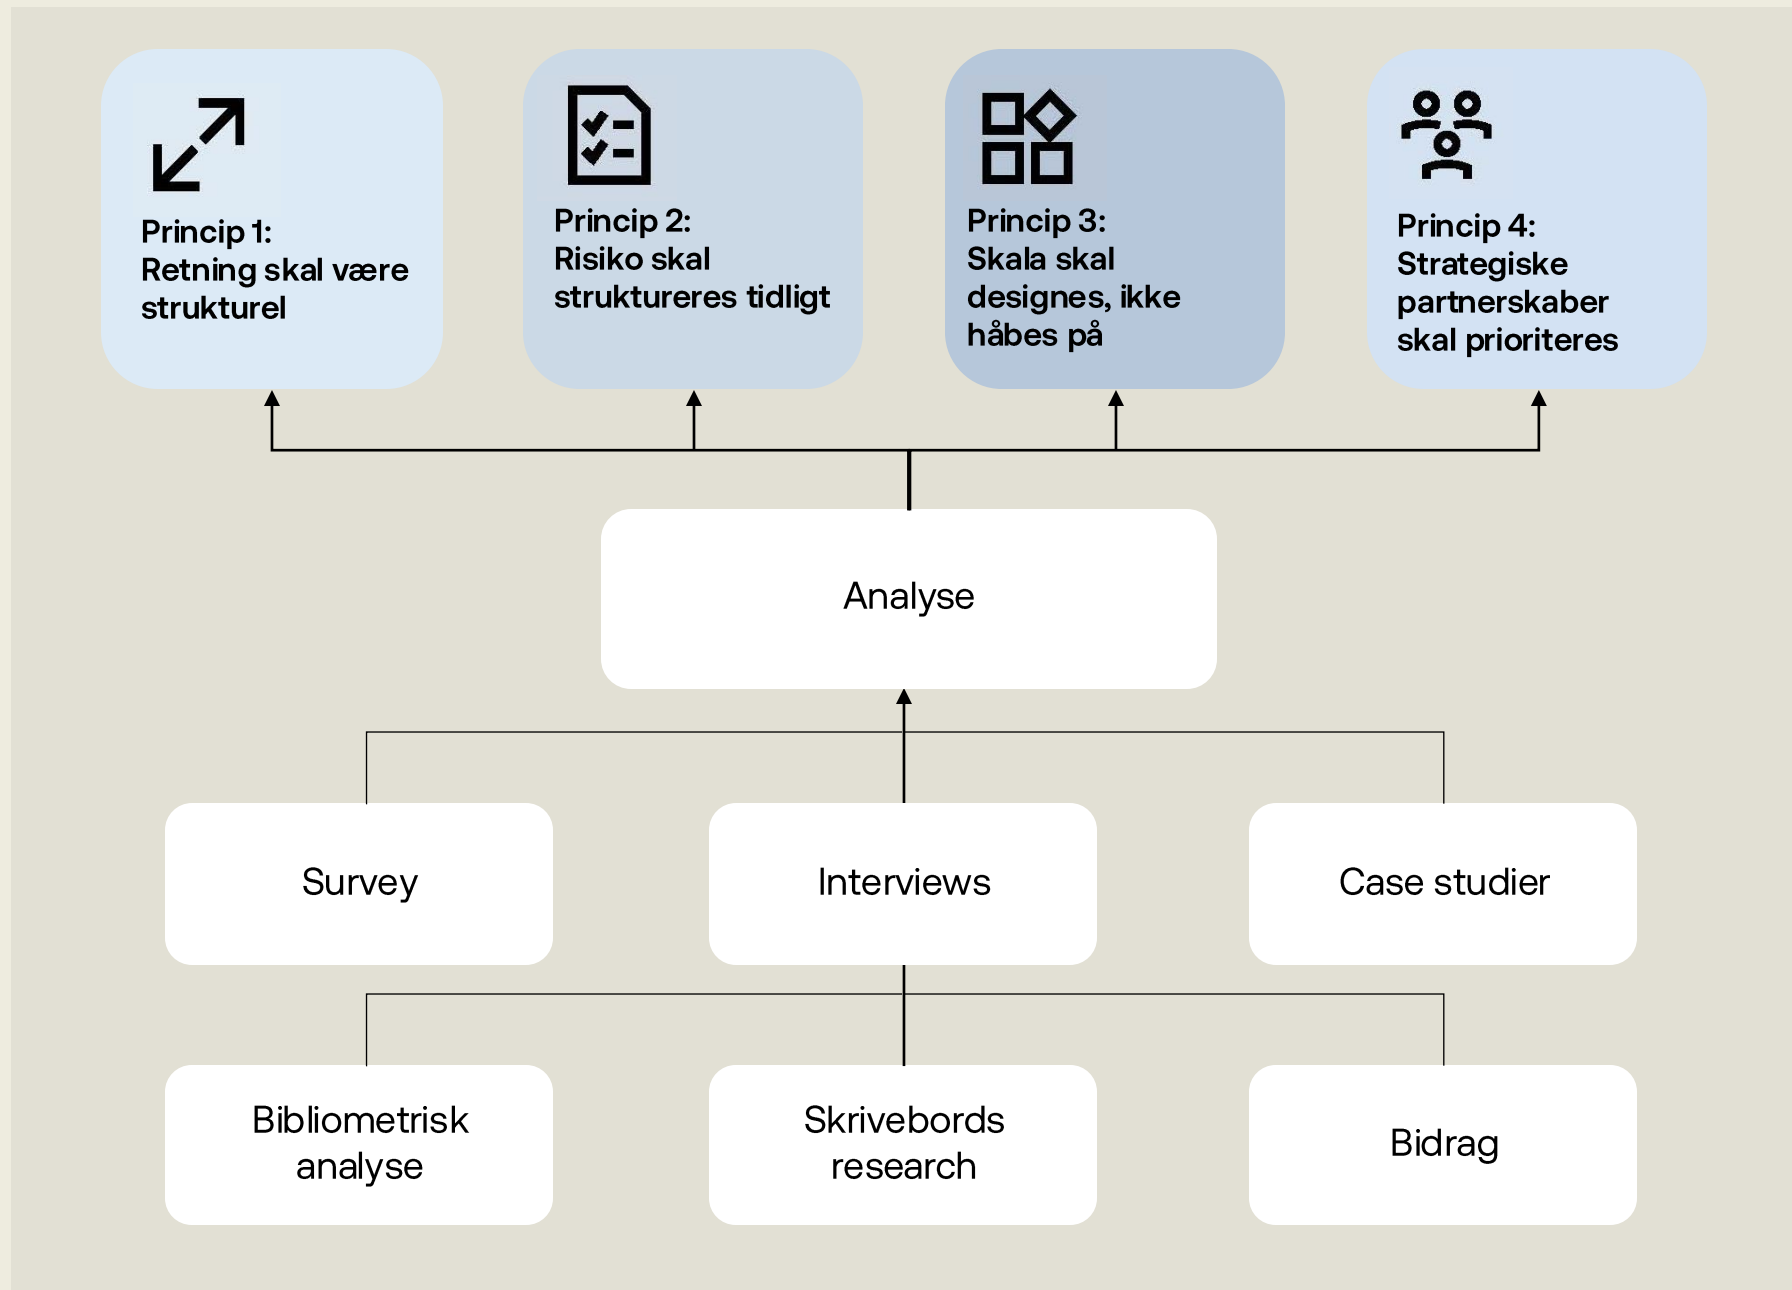 Princip 1:
Retning skal være
strukturel
Princip 2:
Risiko skal
struktureres tidligt
Princip 3:
Skala skal
designes, ikke
håbes på
Princip 4:
Strategiske
partnerskaber
skal prioriteres
Analyse
Survey
Interviews
Case studier
Bibliometrisk
analyse
Skrivebords
research
Bidrag